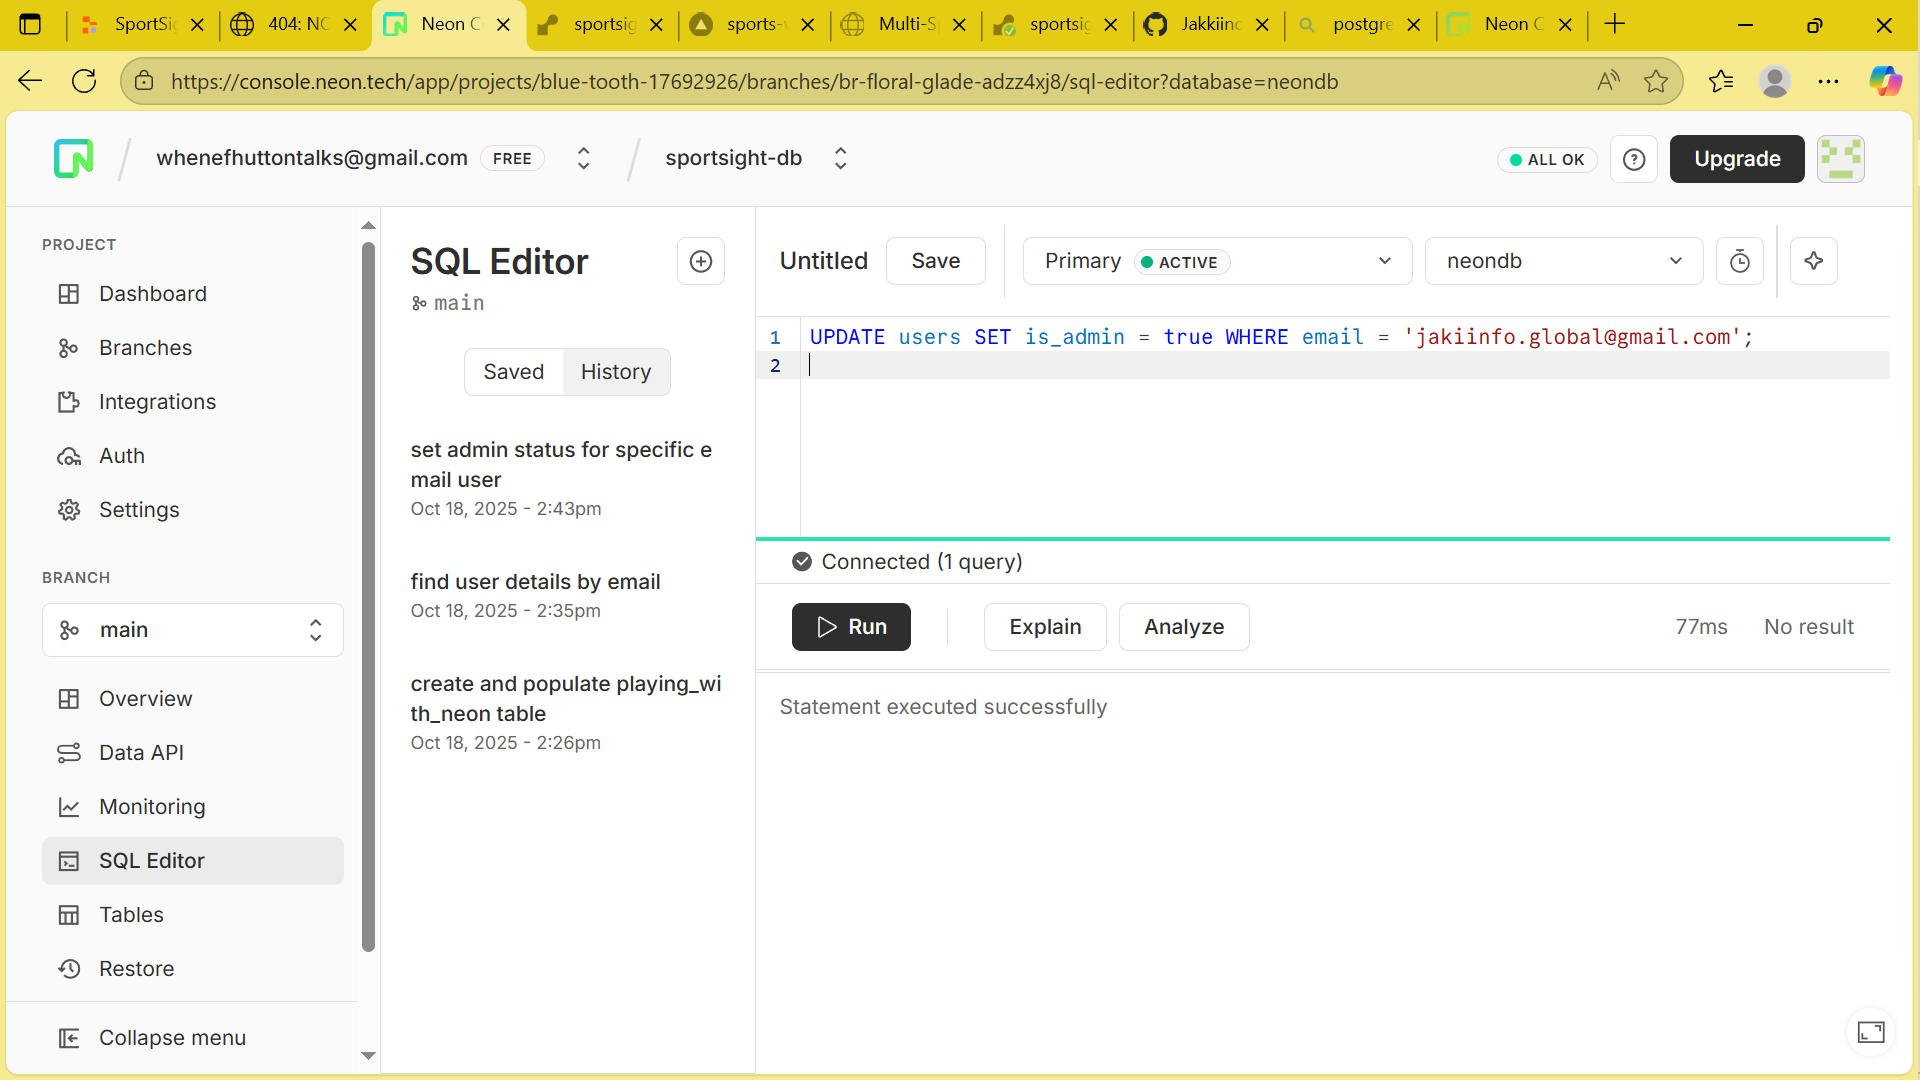 SportSig
404: NO
Neon C
sportsig
sports-v
Multi-Sp
sportsig
Jakkiinc
postgre
Neon C
https://console.neon.tech/app/projects/blue-tooth-17692926/branches/br-floral-glade-adzz4xj8/sql-editor?database=neondb
whenefhuttontalks@gmail.com FREE
sportsight-db
ALL OK
Upgrade
PROJECT
Dashboard
Branches
Integrations
Auth
Settings
BRANCH
main
Overview
Data API
Monitoring
SQL Editor
Tables
Restore
Collapse menu
SQL Editor
main
Saved
History
set admin status for specific e
mail user
Oct 18, 2025 - 2:43pm
find user details by email
Oct 18, 2025 - 2:35pm
create and populate playing_wi
th_neon table
Oct 18, 2025 - 2:26pm
Untitled
Save
Primary ACTIVE
neondb
1 UPDATE users SET is_admin = true WHERE email = 'jakiinfo.global@gmail.com';
2
Connected (1 query)
Run
Explain
Analyze
77ms
No result
Statement executed successfully